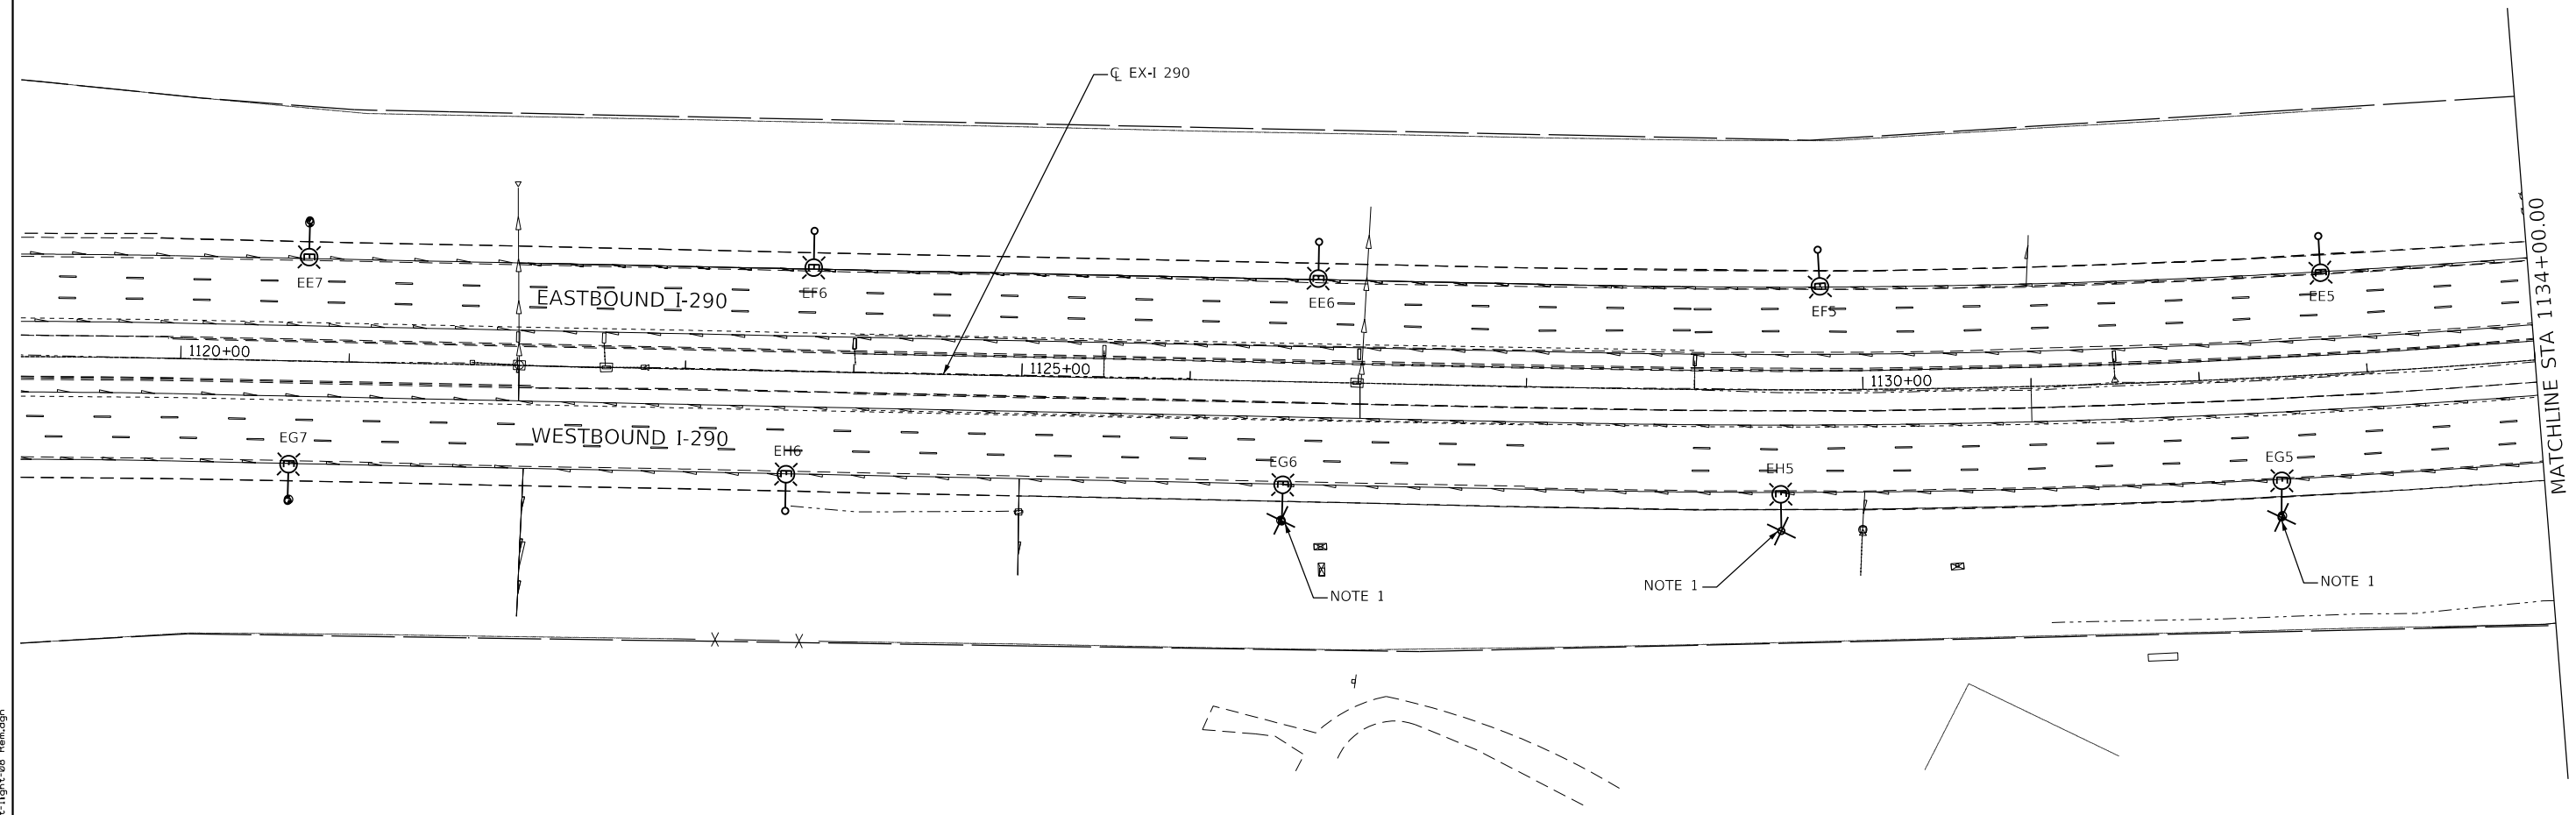 ℄ EX-I 290
EE7
EF6
EE6
EF5
EE5
EASTBOUND I-290
1120+00
1125+00
1130+00
WESTBOUND I-290
EG7
EH6
EG6
EH5
EG5
NOTE 1
NOTE 1
NOTE 1
MATCHLINE STA 1134+00.00